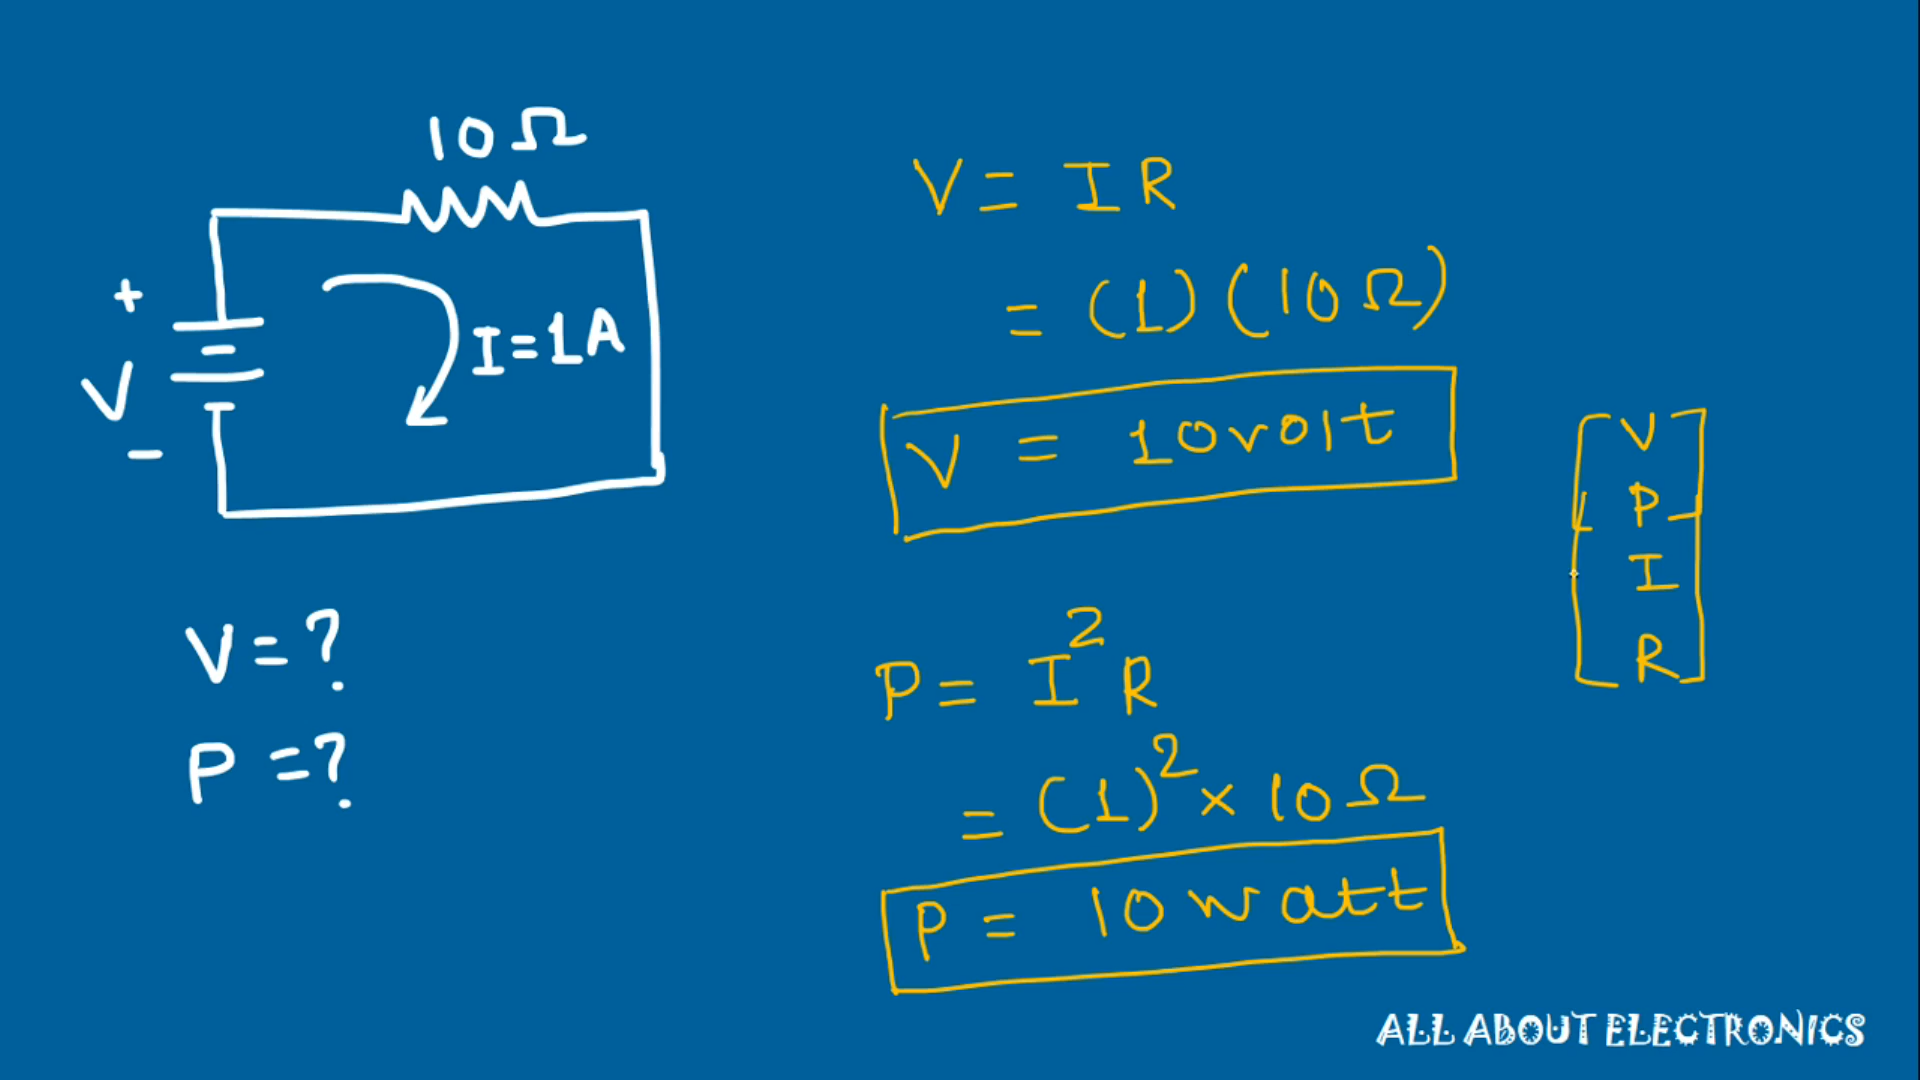 10Ω
+
V
-
I=1A
V=?
P=?
V= IR
= (1)(10Ω)
V = 10volt
P= I²R
= (1)²×10Ω
P= 10watt
V
P
I
R
ALL ABOUT ELECTRONICS